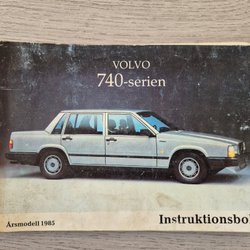 VOLVO
740-serien
Årsmodell 1985
Instruktionsbo